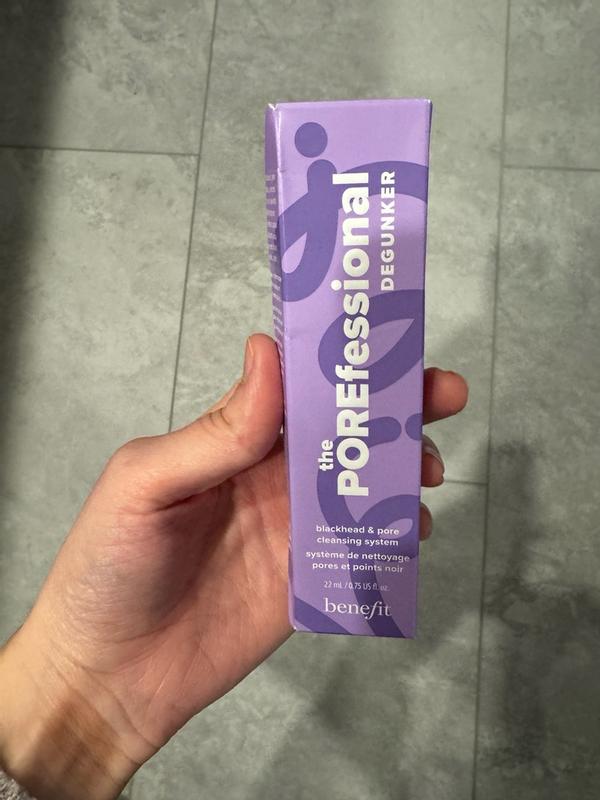 the
POREfessional
DEGUNKER
blackhead & pore
cleansing system
système de nettoyage
pores et points noir
22 mL / 0.75 US fl. oz.
benefit